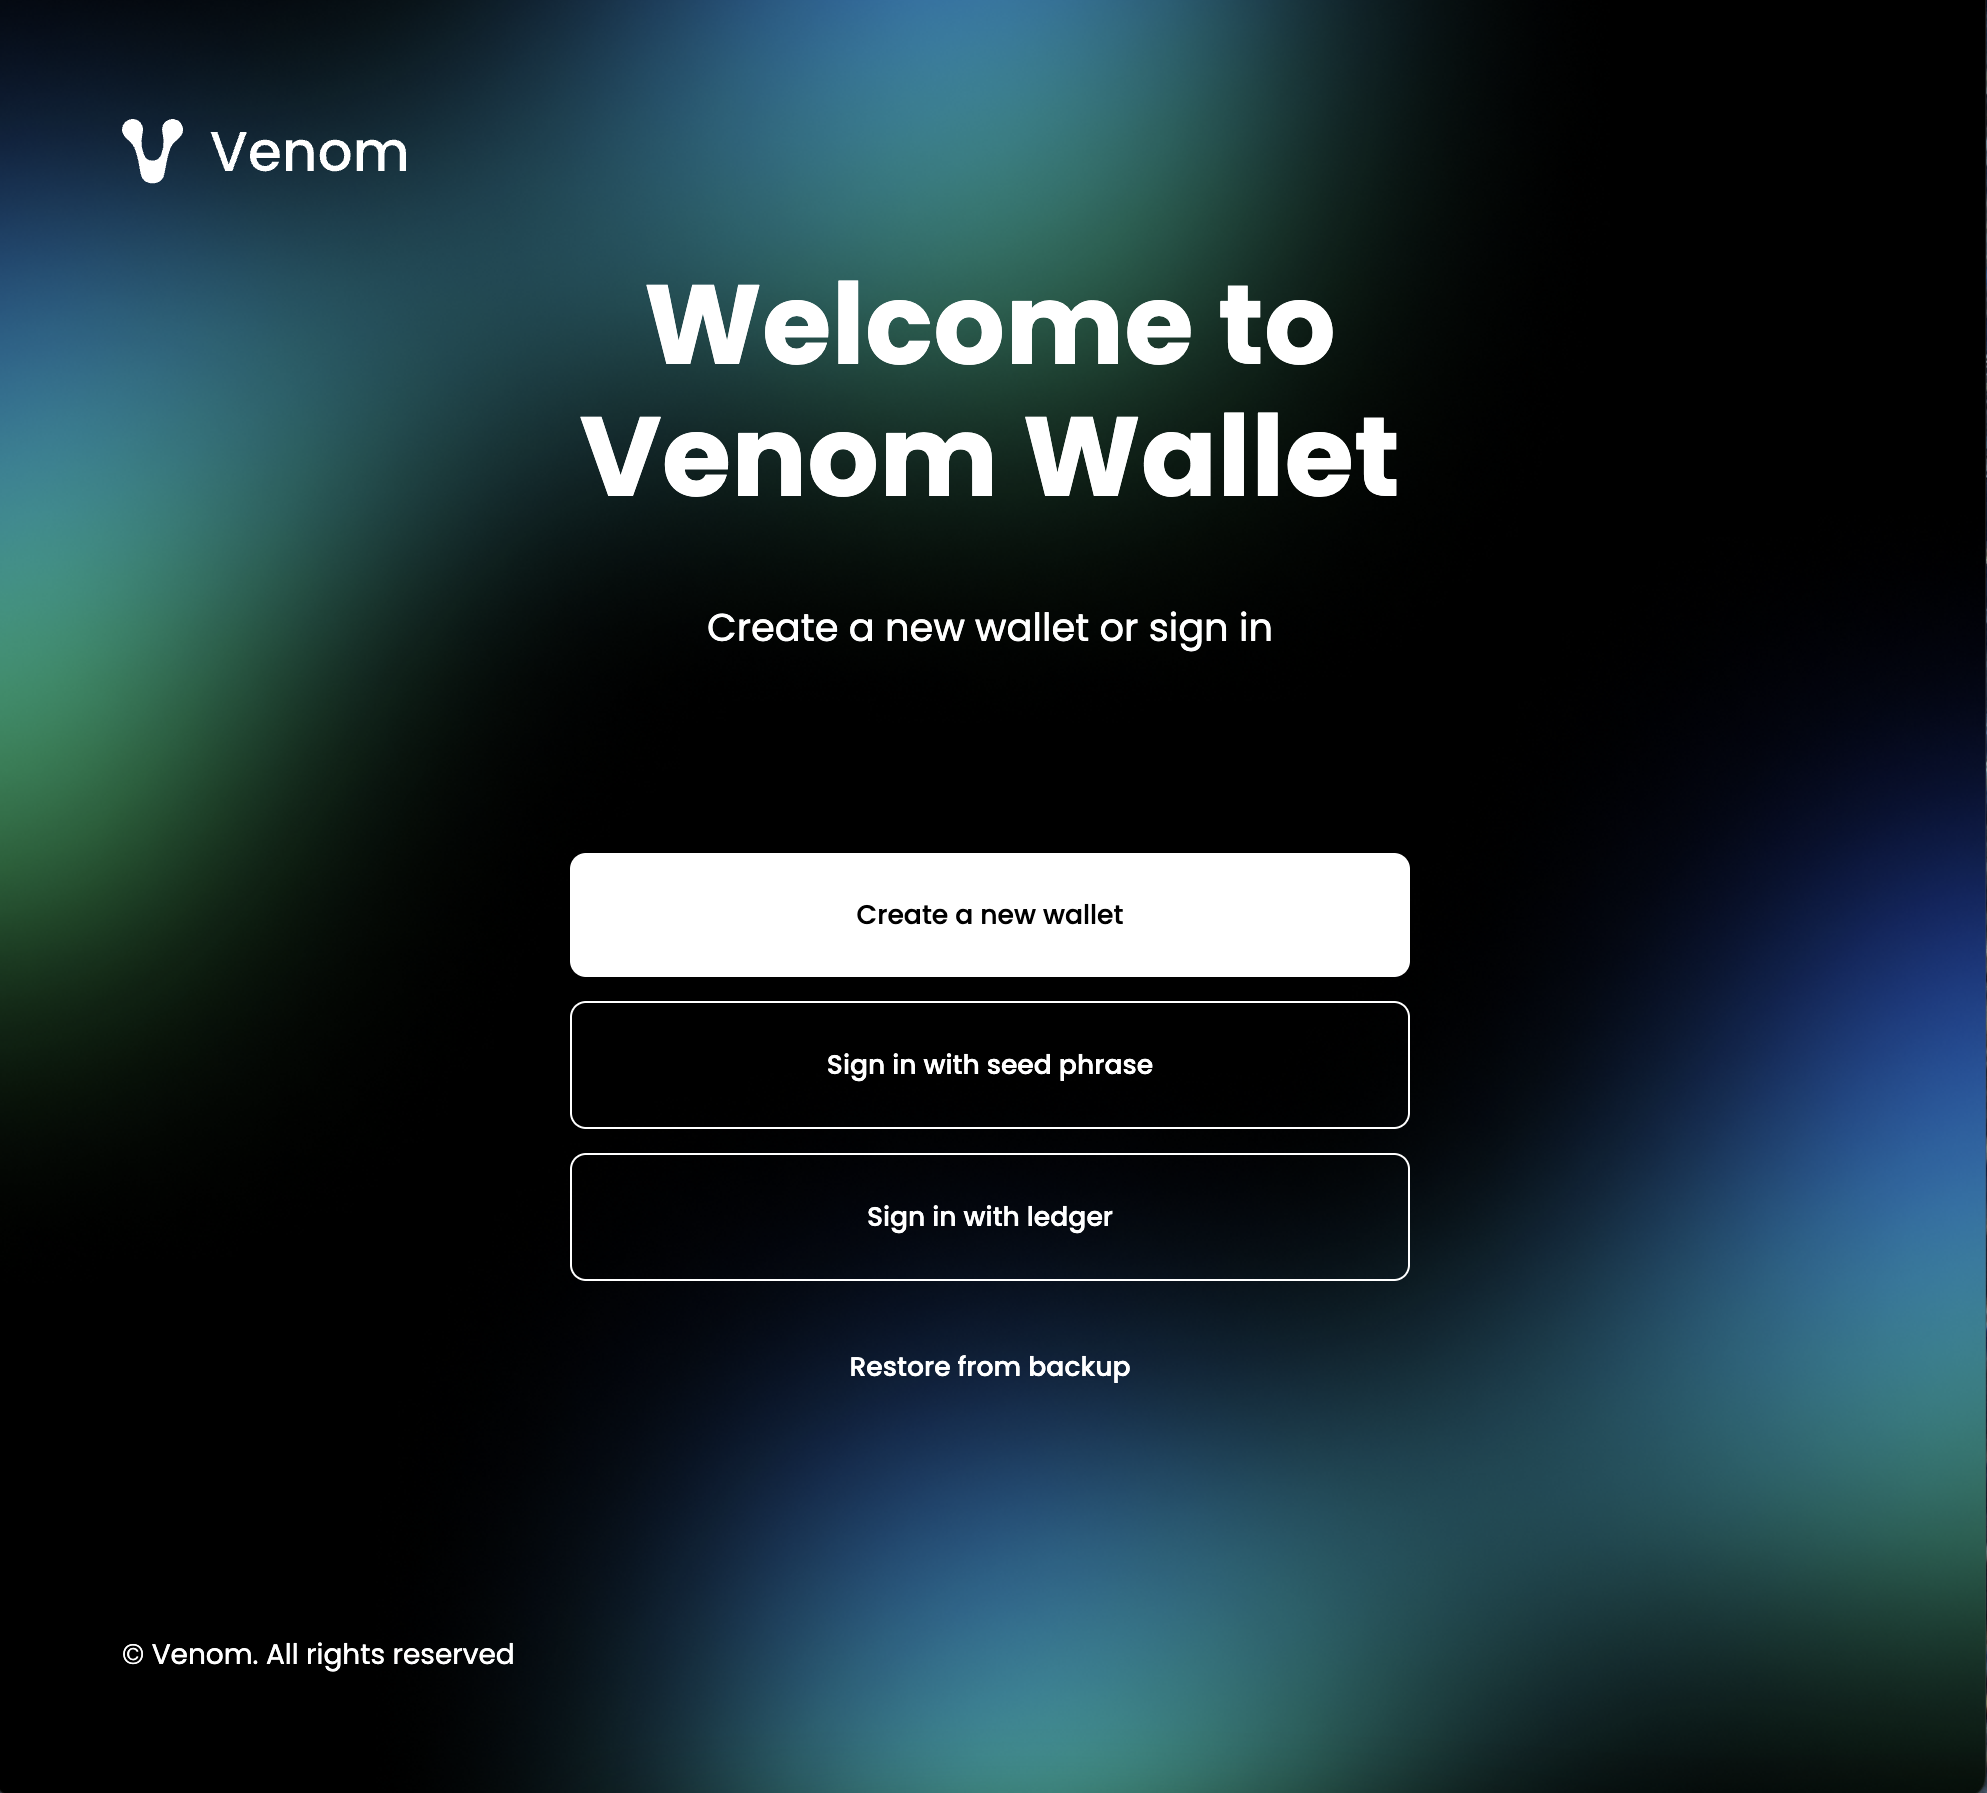 Venom
Welcome to
Venom Wallet
Create a new wallet or sign in
Create a new wallet
Sign in with seed phrase
Sign in with ledger
Restore from backup
© Venom. All rights reserved